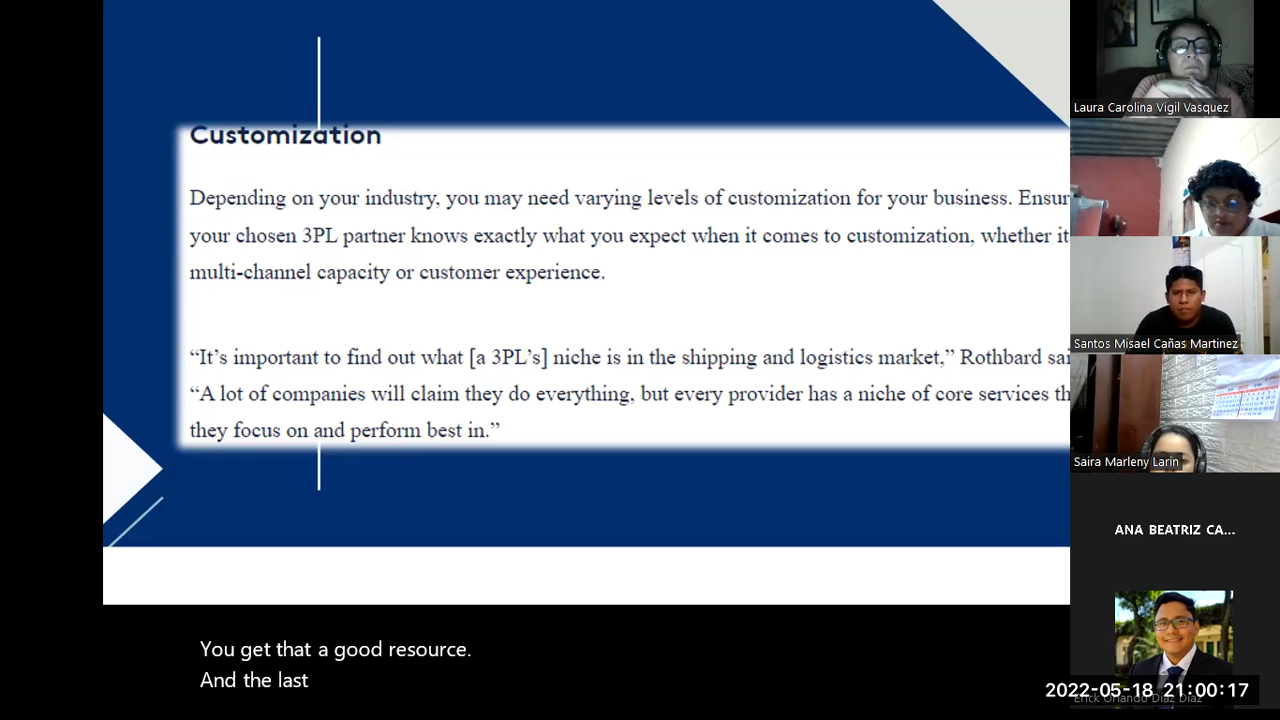 Customization
Depending on your industry, you may need varying levels of customization for your business. Ensur
your chosen 3PL partner knows exactly what you expect when it comes to customization, whether it
multi-channel capacity or customer experience.
“It’s important to find out what [a 3PL’s] niche is in the shipping and logistics market,” Rothbard sai
“A lot of companies will claim they do everything, but every provider has a niche of core services th
they focus on and perform best in.”
You get that a good resource.
And the last
Laura Carolina Vigil Vasquez
Santos Misael Cañas Martinez
Saira Marleny Larin
ANA BEATRIZ CA...
2022-05-18 21:00:17
Erick Orlando Diaz Diaz